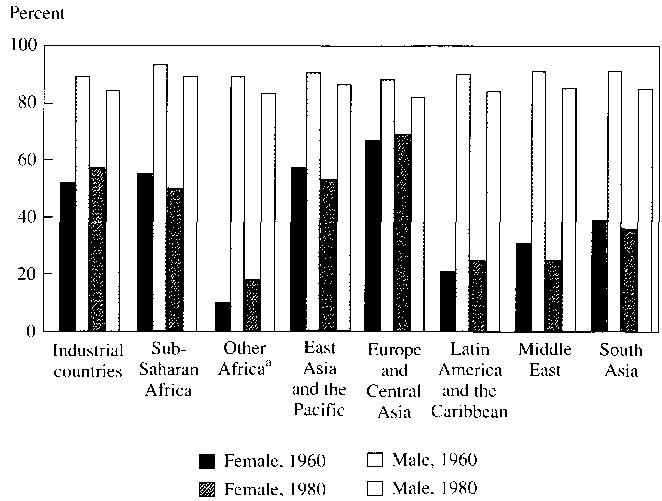 Percent
100
80
60
40
20
0
Industrial
countries
Sub-
Saharan
Africa
Other
Africaᵃ
East
Asia
and the
Pacific
Europe
and
Central
Asia
Latin
America
and the
Caribbean
Middle
East
South
Asia
Female, 1960
Male, 1960
Female, 1980
Male, 1980